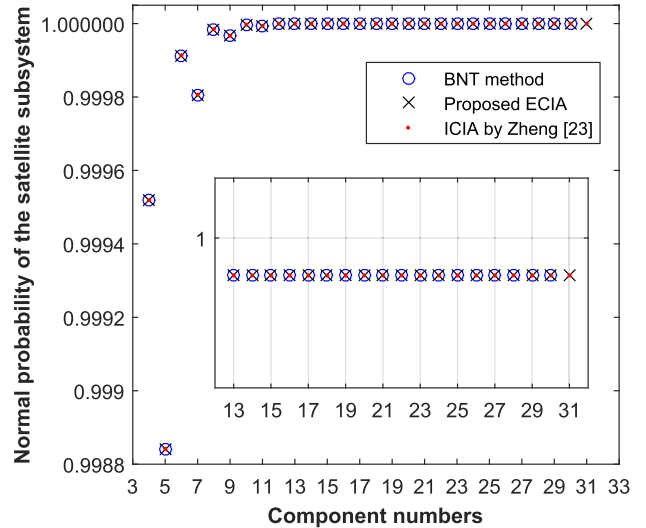 Normal probability of the satellite subsystem
1.000000
0.9998
0.9996
0.9994
0.9992
0.999
0.9988
BNT method
Proposed ECIA
ICIA by Zheng [23]
1
13 15 17 19 21 23 25 27 29 31
3 5 7 9 11 13 15 17 19 21 23 25 27 29 31 33
Component numbers